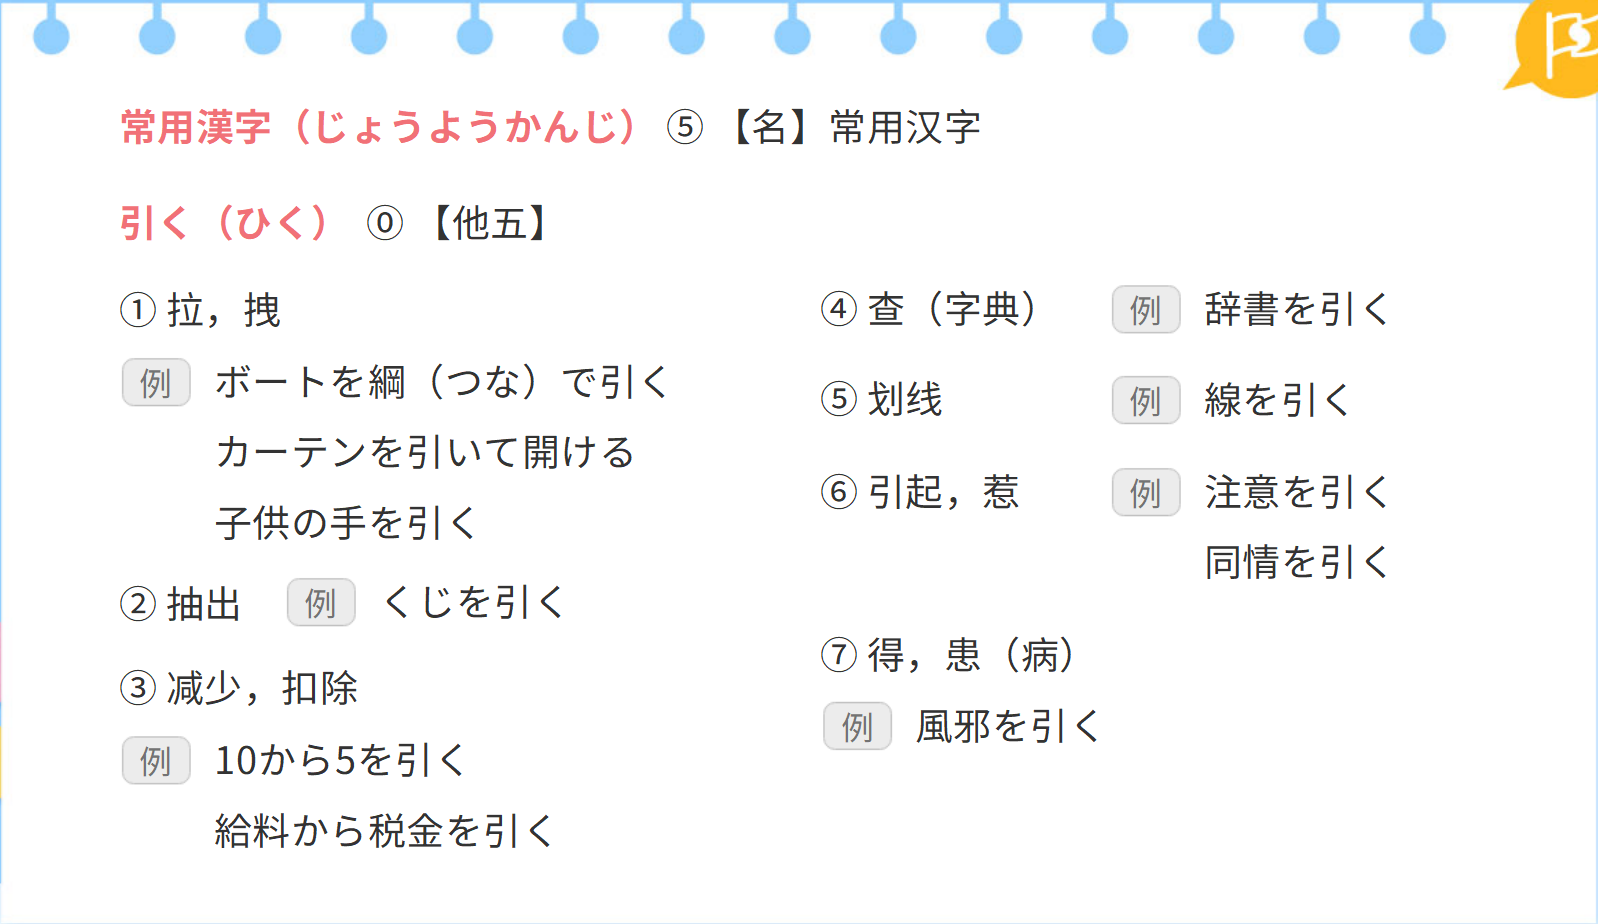 常用漢字（じょうようかんじ） ⑤ 【名】常用汉字
引く（ひく） ⓪ 【他五】
① 拉，拽
例 ボートを綱（つな）で引く
カーテンを引いて開ける
子供の手を引く
② 抽出 例 くじを引く
③ 减少，扣除
例 10から5を引く
給料から税金を引く
④ 查（字典） 例 辞書を引く
⑤ 划线 例 線を引く
⑥ 引起，惹 例 注意を引く
同情を引く
⑦ 得，患（病）
例 風邪を引く